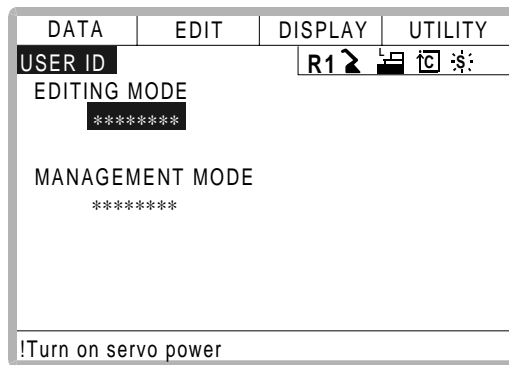 DATA EDIT DISPLAY UTILITY
USER ID R1 L C S
EDITING MODE
********
MANAGEMENT MODE
********
!Turn on servo power